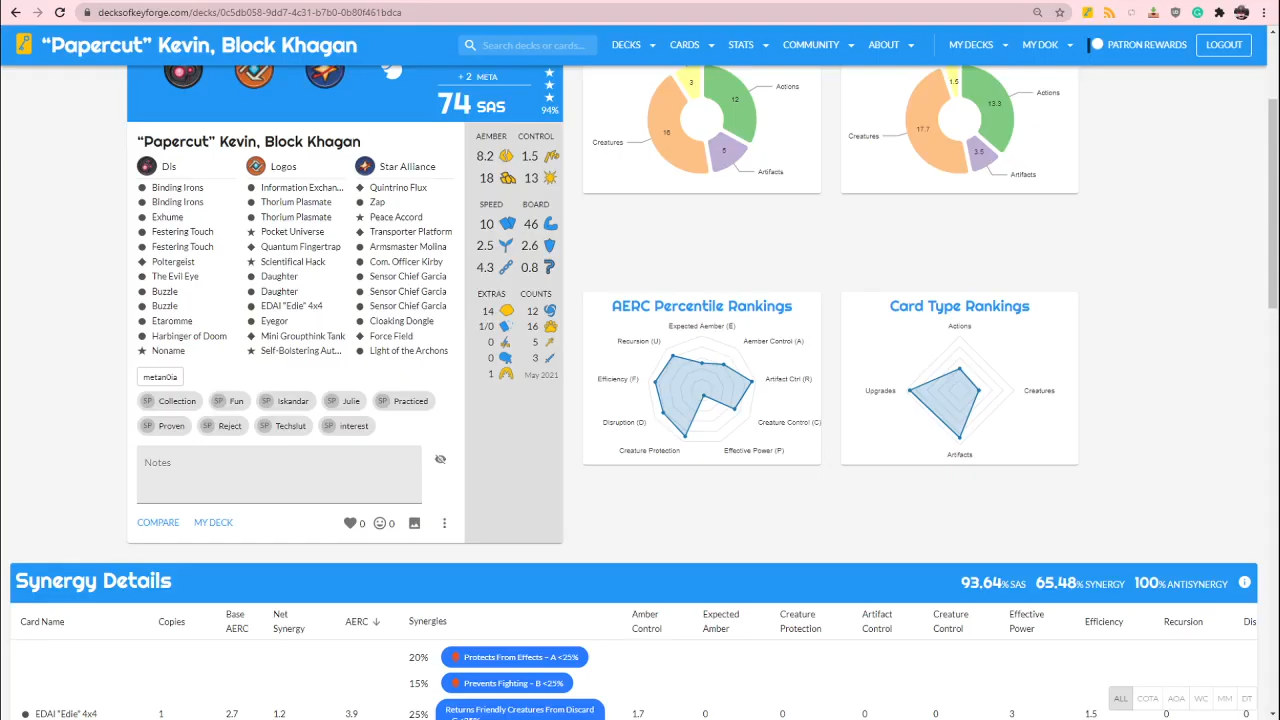 decksofkeyforge.com/decks/0c5db058-9dd7-4c31-b7b0-0b80f461bdca
“Papercut” Kevin, Block Khagan
Search decks or cards...
DECKS CARDS STATS COMMUNITY ABOUT MY DECKS MY DOK PATRON REWARDS LOGOUT
+ 2 META
74 SAS
94%
3
12
Actions
Creatures
16
5
Artifacts
1.5
13.3
Actions
Creatures
17.7
3.5
Artifacts
“Papercut” Kevin, Block Khagan
Dis
Binding Irons
Binding Irons
Exhume
Festering Touch
Festering Touch
Poltergeist
The Evil Eye
Buzzle
Buzzle
Etaromme
Harbinger of Doom
Noname
Logos
Information Exchan...
Thorium Plasmate
Thorium Plasmate
Pocket Universe
Quantum Fingertrap
Scientifical Hack
Daughter
Daughter
EDAI "Edie" 4x4
Eyegor
Mini Groupthink Tank
Self-Bolstering Aut...
Star Alliance
Quintrino Flux
Zap
Peace Accord
Transporter Platform
Armsmaster Molina
Com. Officer Kirby
Sensor Chief Garcia
Sensor Chief Garcia
Sensor Chief Garcia
Cloaking Dongle
Force Field
Light of the Archons
AEMBER CONTROL
8.2 1.5
18 13
SPEED BOARD
10 46
2.5 2.6
4.3 0.8
EXTRAS COUNTS
14 12
1/0 16
0 5
0 3
1 May 2021
metan0ia
SP Collection SP Fun SP Iskandar SP Julie SP Practiced
SP Proven SP Reject SP Techslut SP interest
Notes
COMPARE MY DECK 0 0
AERC Percentile Rankings
Expected Aember (E)
Recursion (U) Aember Control (A)
Efficiency (F) Artifact Ctrl (R)
Disruption (D) Creature Control (C)
Creature Protection Effective Power (P)
Card Type Rankings
Actions
Upgrades Creatures
Artifacts
Synergy Details
93.64% SAS 65.48% SYNERGY 100% ANTISYNERGY
Card Name
Copies
Base AERC
Net Synergy
AERC
Synergies
Amber Control
Expected Amber
Creature Protection
Artifact Control
Creature Control
Effective Power
Efficiency
Recursion
Dis
20% Protects From Effects – A <25%
15% Prevents Fighting – B <25%
EDAI "Edie" 4x4 1 2.7 1.2 3.9 25% Returns Friendly Creatures From Discard
1.7 0 0 0 0 3 1.5 0 0
ALL COTA AOA WC MM DT